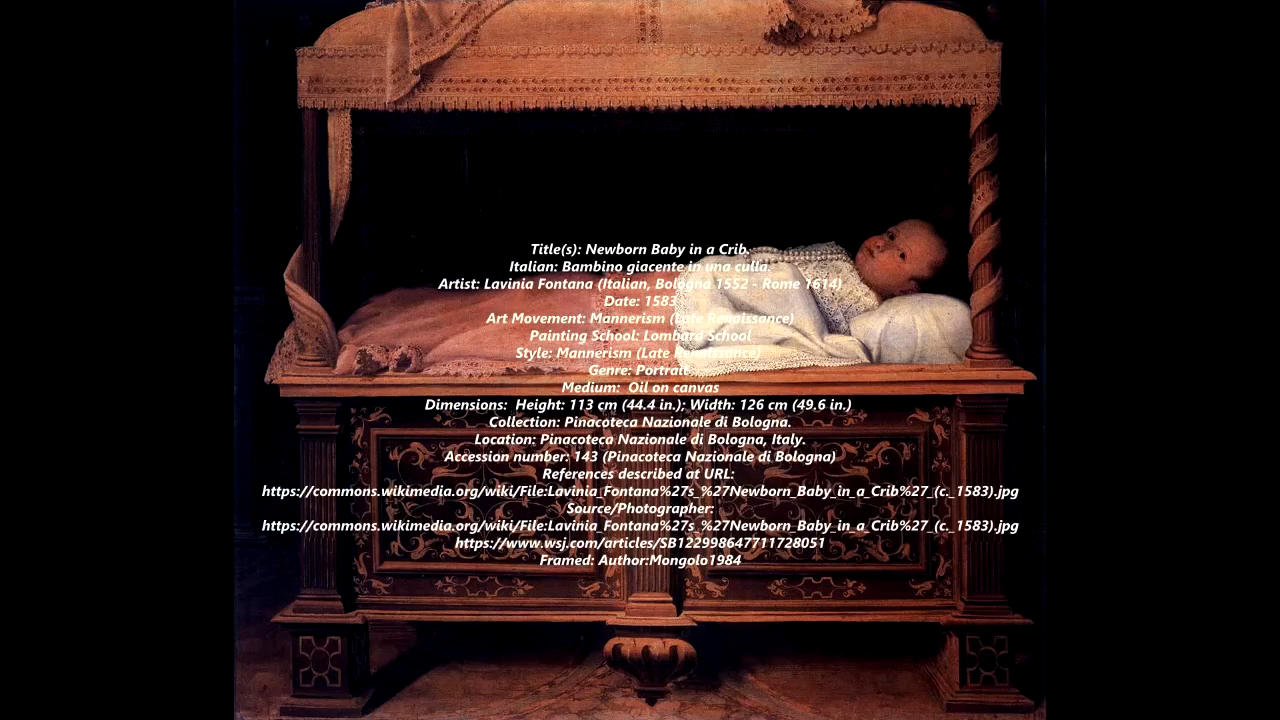 Title(s): Newborn Baby in a Crib.
Italian: Bambino giacente in una culla.
Artist: Lavinia Fontana (Italian, Bologna 1552 - Rome 1614)
Date: 1583
Art Movement: Mannerism (Late Renaissance)
Painting School: Lombard School
Style: Mannerism (Late Renaissance)
Genre: Portrait
Medium:  Oil on canvas
Dimensions:  Height: 113 cm (44.4 in.); Width: 126 cm (49.6 in.)
Collection: Pinacoteca Nazionale di Bologna.
Location: Pinacoteca Nazionale di Bologna, Italy.
Accession number: 143 (Pinacoteca Nazionale di Bologna)
References described at URL:
https://commons.wikimedia.org/wiki/File:Lavinia_Fontana%27s_%27Newborn_Baby_in_a_Crib%27_(c._1583).jpg
Source/Photographer:
https://commons.wikimedia.org/wiki/File:Lavinia_Fontana%27s_%27Newborn_Baby_in_a_Crib%27_(c._1583).jpg
https://www.wsj.com/articles/SB122998647711728051
Framed: Author:Mongolo1984